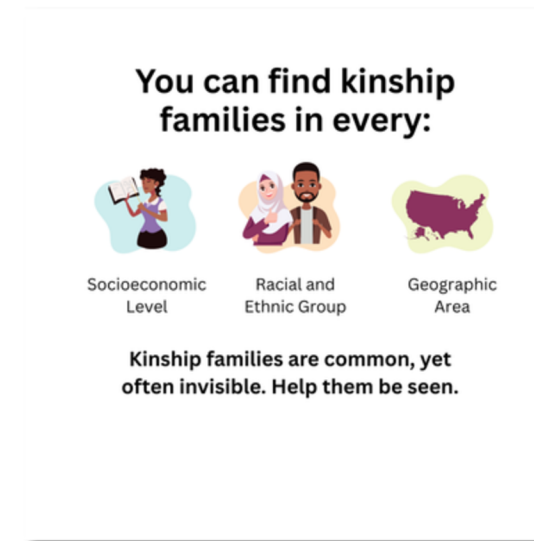 You can find kinship
families in every:
Socioeconomic
Level
Racial and
Ethnic Group
Geographic
Area
Kinship families are common, yet
often invisible. Help them be seen.